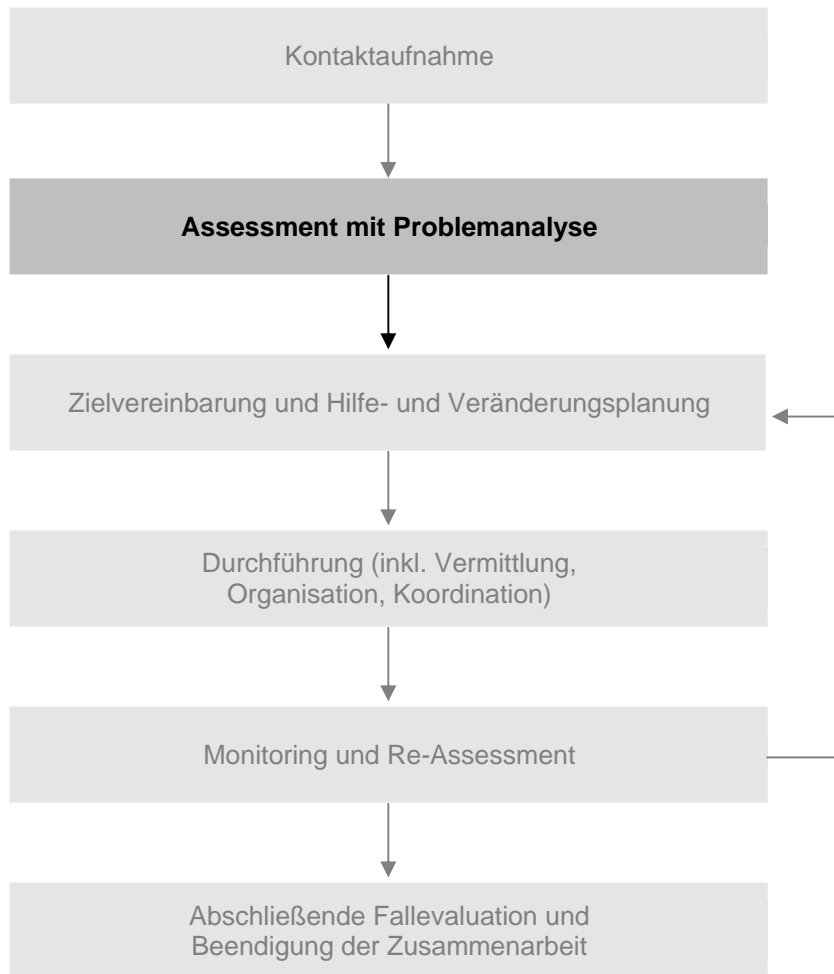 Kontaktaufnahme
Assessment mit Problemanalyse
Zielvereinbarung und Hilfe- und Veränderungsplanung
Durchführung (inkl. Vermittlung,
Organisation, Koordination)
Monitoring und Re-Assessment
Abschließende Fallevaluation und
Beendigung der Zusammenarbeit